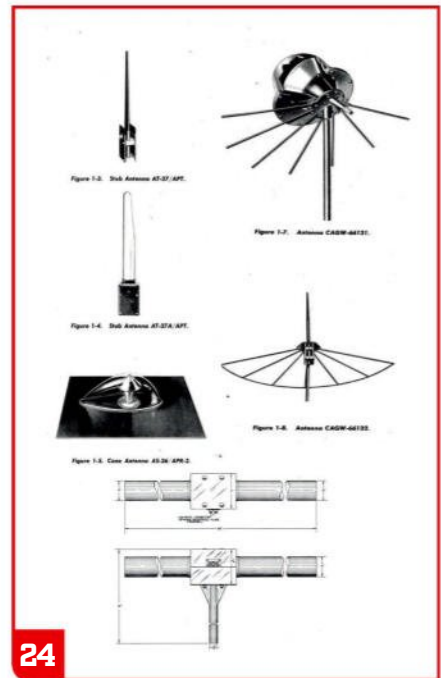 Figure 1-3. Stub Antenna AT-37/APT.
Figure 1-7. Antenna CAGW-66131.
Figure 1-4. Stub Antenna AT-37A/APT.
Figure 1-8. Antenna CAGW-66132.
Figure 1-5. Cone Antenna AS-36/APR-2.
24